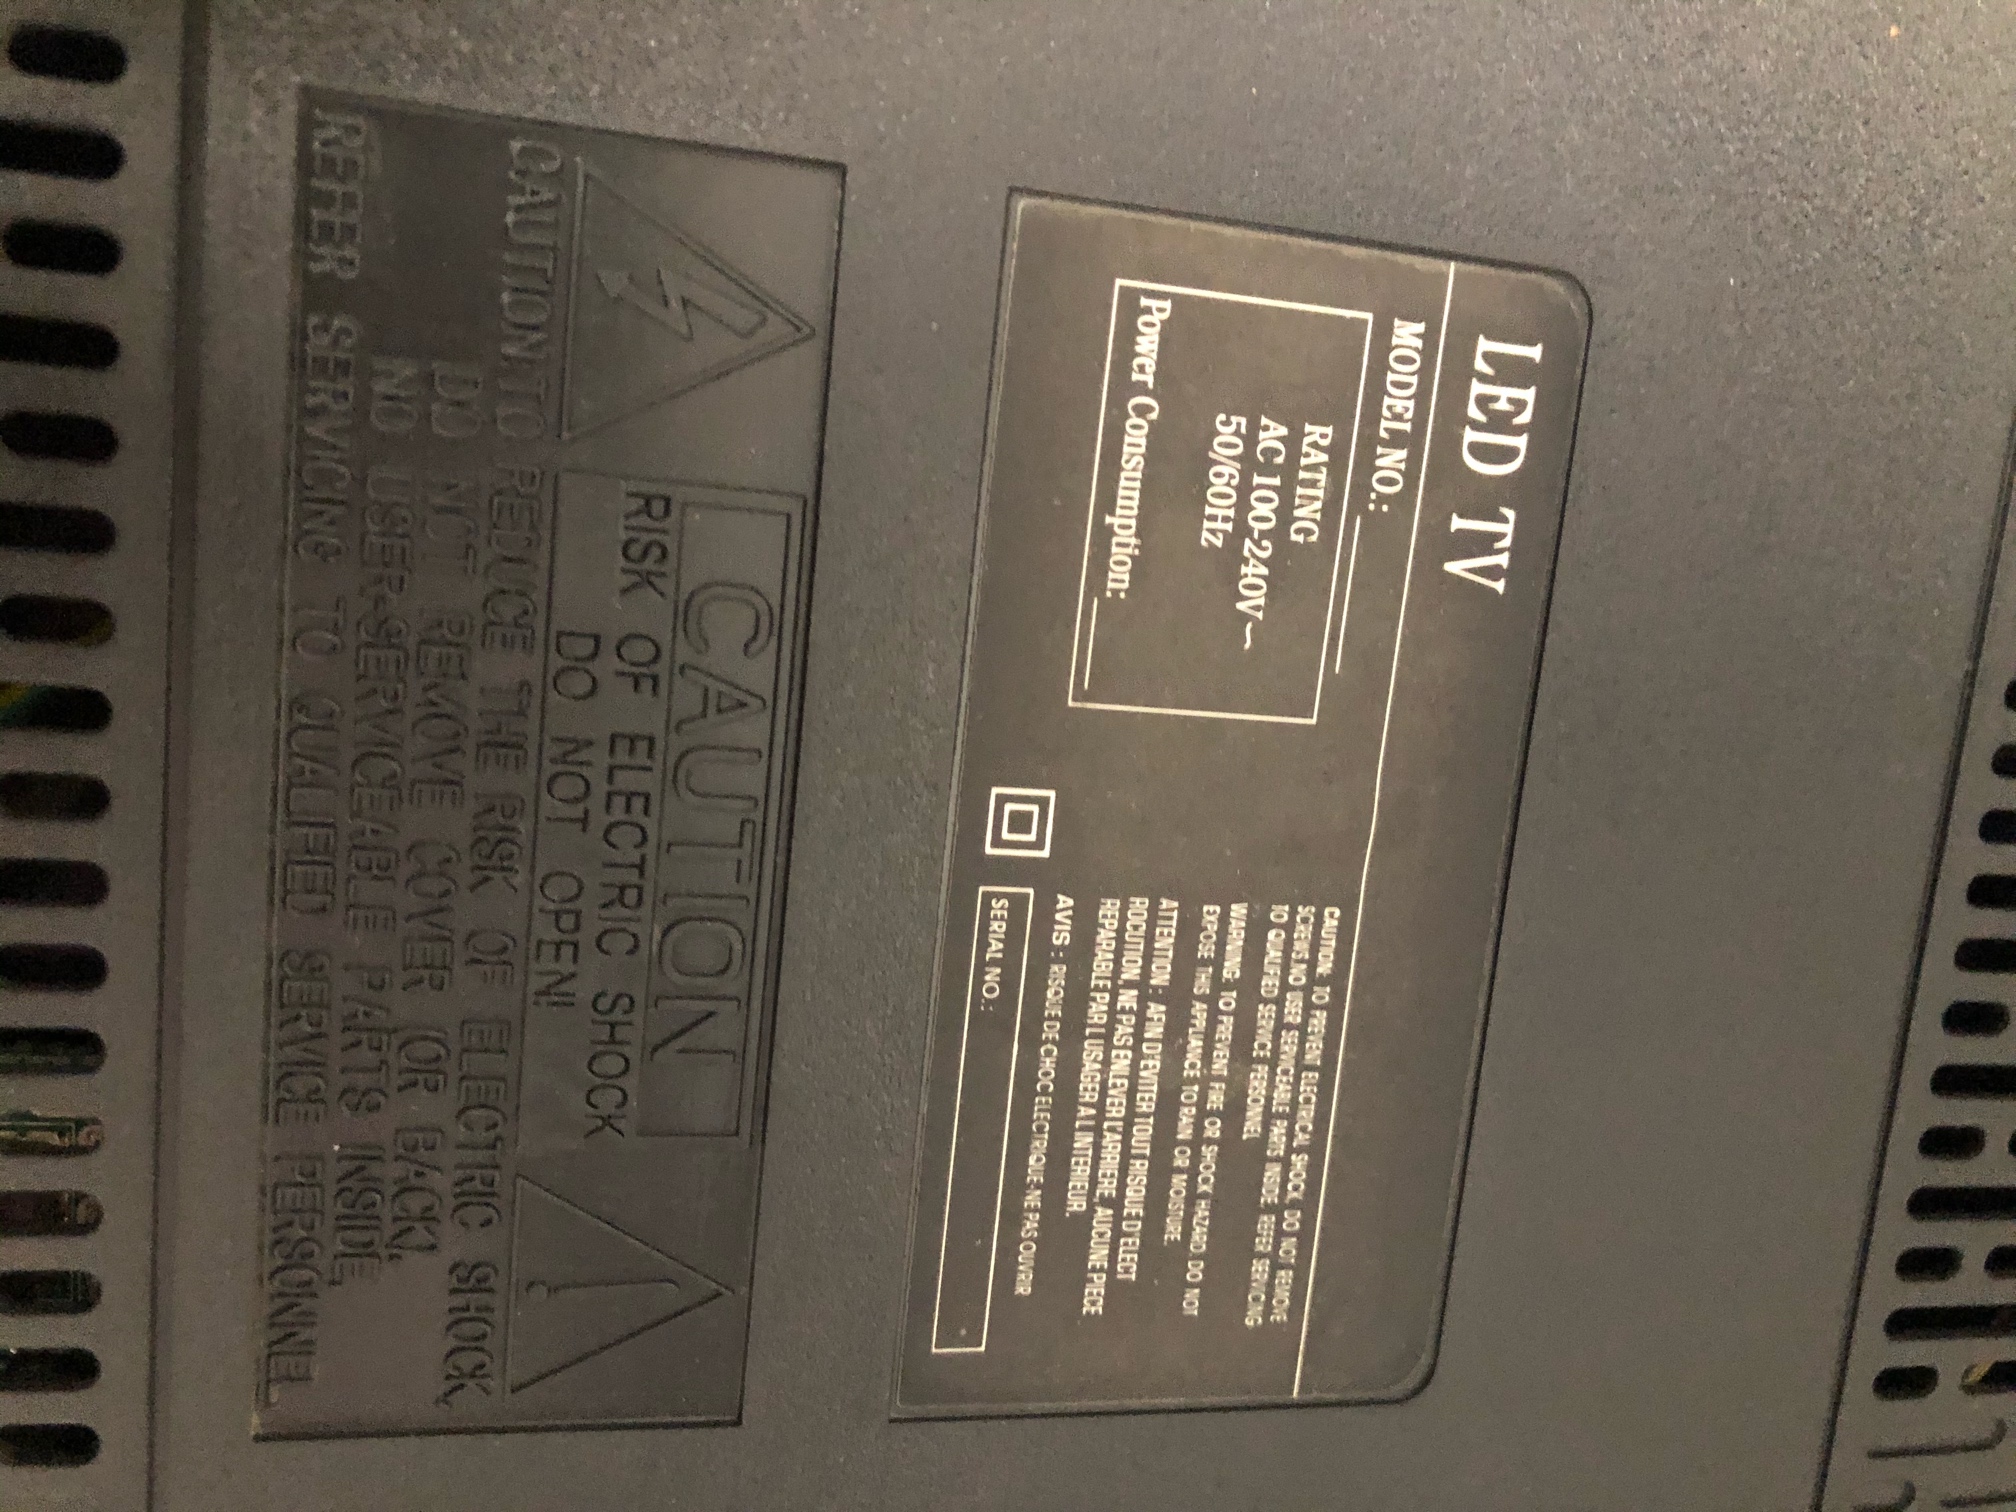 LED TV
MODEL NO.:
RATING
AC 100-240V~
50/60Hz
Power Consumption:
CAUTION: TO PREVENT ELECTRICAL SHOCK, DO NOT REMOVE
SCREWS.NO USER SERVICEABLE PARTS INSIDE. REFER SERVICING
TO QUALIFIED SERVICE PERSONNEL
WARNING: TO PREVENT FIRE OR SHOCK HAZARD. DO NOT
EXPOSE THIS APPLIANCE TO RAIN OR MOISTURE.
ATTENTION : AFIN D'EVITER TOUT RISQUE D'ELECT
ROCUTION, NE PAS ENLEVER L'ARRIERE, AUCUNE PIECE
REPARABLE PAR L USAGER A L INTERIEUR.
AVIS : RISQUE DE CHOC ELECTRIQUE-NE PAS OUVRIR
SERIAL NO.:
CAUTION
RISK OF ELECTRIC SHOCK
DO NOT OPEN!
CAUTION:TO REDUCE THE RISK OF ELECTRIC SHOCK
DO NOT REMOVE COVER (OR BACK),
NO USER-SERVICEABLE PARTS INSIDE,
REFER SERVICING TO QUALIFIED SERVICE PERSONNEL